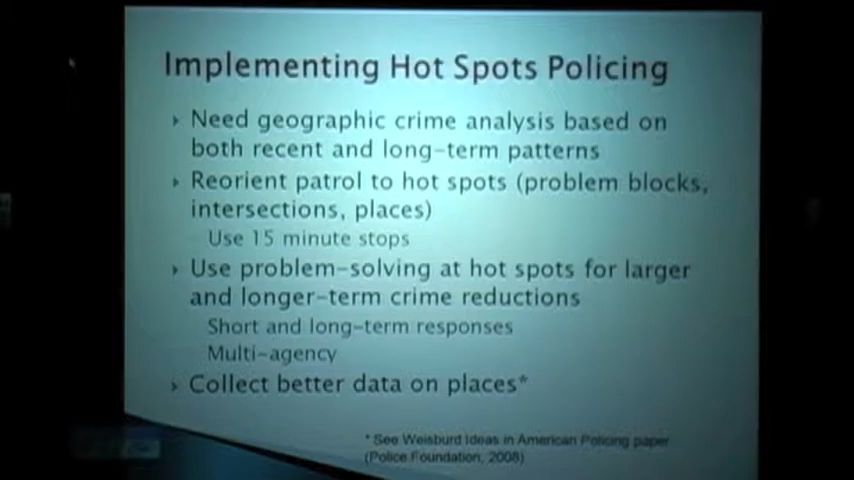 Implementing Hot Spots Policing
Need geographic crime analysis based on
both recent and long-term patterns
Reorient patrol to hot spots (problem blocks,
intersections, places)
Use 15 minute stops
Use problem-solving at hot spots for larger
and longer-term crime reductions
Short and long-term responses
Multi-agency
Collect better data on places*
* See Weisburd Ideas in American Policing paper
(Police Foundation, 2008)